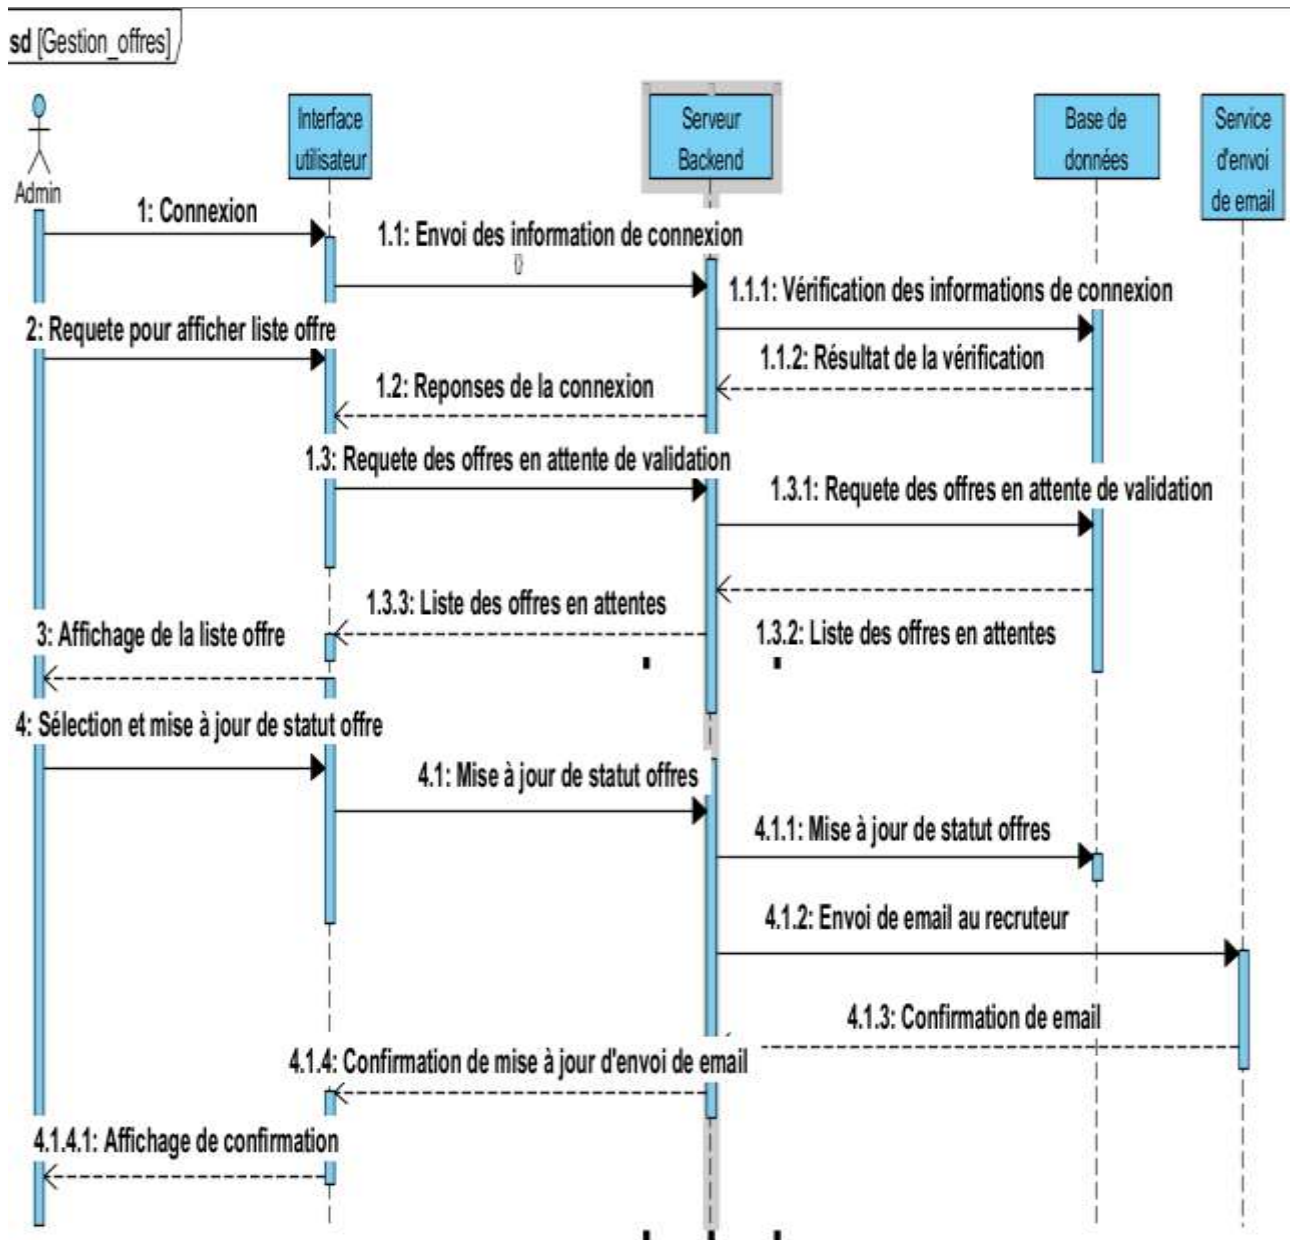 sd [Gestion_offres]
Interface
utilisateur
Serveur
Backend
Base de
données
Service
d'envoi
de email
Admin
1: Connexion
1.1: Envoi des information de connexion
{}
1.1.1: Vérification des informations de connexion
2: Requete pour afficher liste offre
1.1.2: Résultat de la vérification
1.2: Reponses de la connexion
1.3: Requete des offres en attente de validation
1.3.1: Requete des offres en attente de validation
1.3.3: Liste des offres en attentes
3: Affichage de la liste offre
1.3.2: Liste des offres en attentes
4: Sélection et mise à jour de statut offre
4.1: Mise à jour de statut offres
4.1.1: Mise à jour de statut offres
4.1.2: Envoi de email au recruteur
4.1.3: Confirmation de email
4.1.4: Confirmation de mise à jour d'envoi de email
4.1.4.1: Affichage de confirmation